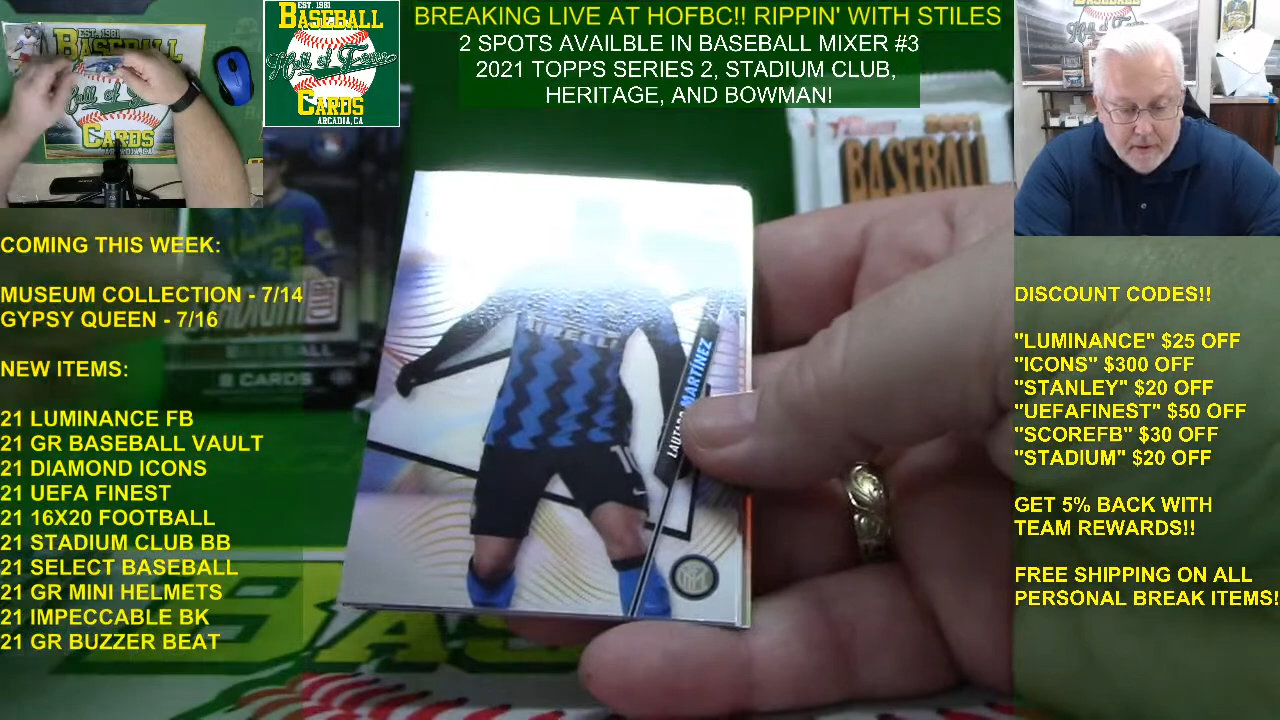 BREAKING LIVE AT HOFBC!! RIPPIN' WITH STILES
2 SPOTS AVAILBLE IN BASEBALL MIXER #3
2021 TOPPS SERIES 2, STADIUM CLUB,
HERITAGE, AND BOWMAN!
EST. 1981
BASEBALL
Hall of Fame
CARDS
ARCADIA, CA
COMING THIS WEEK:
MUSEUM COLLECTION - 7/14
GYPSY QUEEN - 7/16
NEW ITEMS:
21 LUMINANCE FB
21 GR BASEBALL VAULT
21 DIAMOND ICONS
21 UEFA FINEST
21 16X20 FOOTBALL
21 STADIUM CLUB BB
21 SELECT BASEBALL
21 GR MINI HELMETS
21 IMPECCABLE BK
21 GR BUZZER BEAT
DISCOUNT CODES!!
"LUMINANCE" $25 OFF
"ICONS" $300 OFF
"STANLEY" $20 OFF
"UEFAFINEST" $50 OFF
"SCOREFB" $30 OFF
"STADIUM" $20 OFF
GET 5% BACK WITH
TEAM REWARDS!!
FREE SHIPPING ON ALL
PERSONAL BREAK ITEMS!
MARTÍNEZ
2021
BASEBALL
22
8 CARDS
CARDS